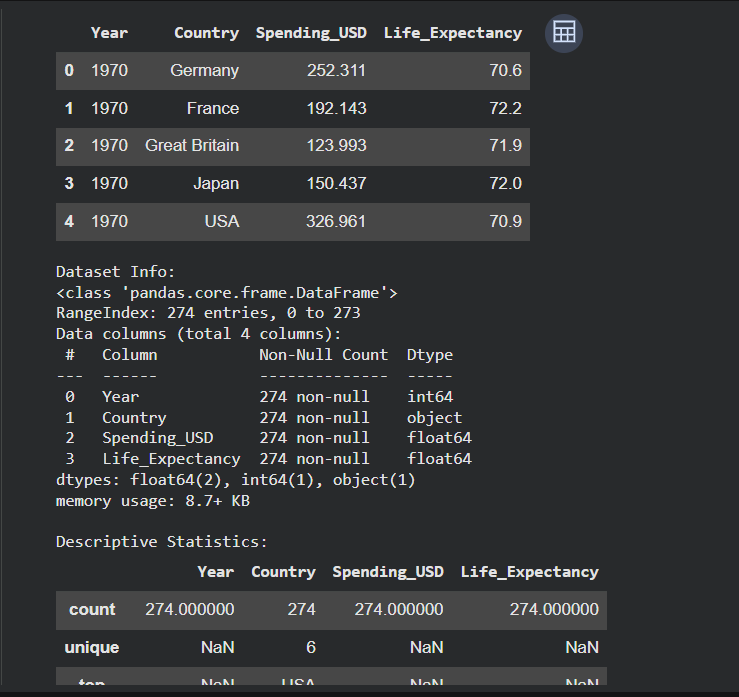 Year Country Spending_USD Life_Expectancy
0 1970 Germany 252.311 70.6
1 1970 France 192.143 72.2
2 1970 Great Britain 123.993 71.9
3 1970 Japan 150.437 72.0
4 1970 USA 326.961 70.9
Dataset Info:
<class 'pandas.core.frame.DataFrame'>
RangeIndex: 274 entries, 0 to 273
Data columns (total 4 columns):
# Column Non-Null Count Dtype
--- ------ -------------- -----
0 Year 274 non-null int64
1 Country 274 non-null object
2 Spending_USD 274 non-null float64
3 Life_Expectancy 274 non-null float64
dtypes: float64(2), int64(1), object(1)
memory usage: 8.7+ KB
Descriptive Statistics:
Year Country Spending_USD Life_Expectancy
count 274.000000 274 274.000000 274.000000
unique NaN 6 NaN NaN
top NaN USA NaN NaN